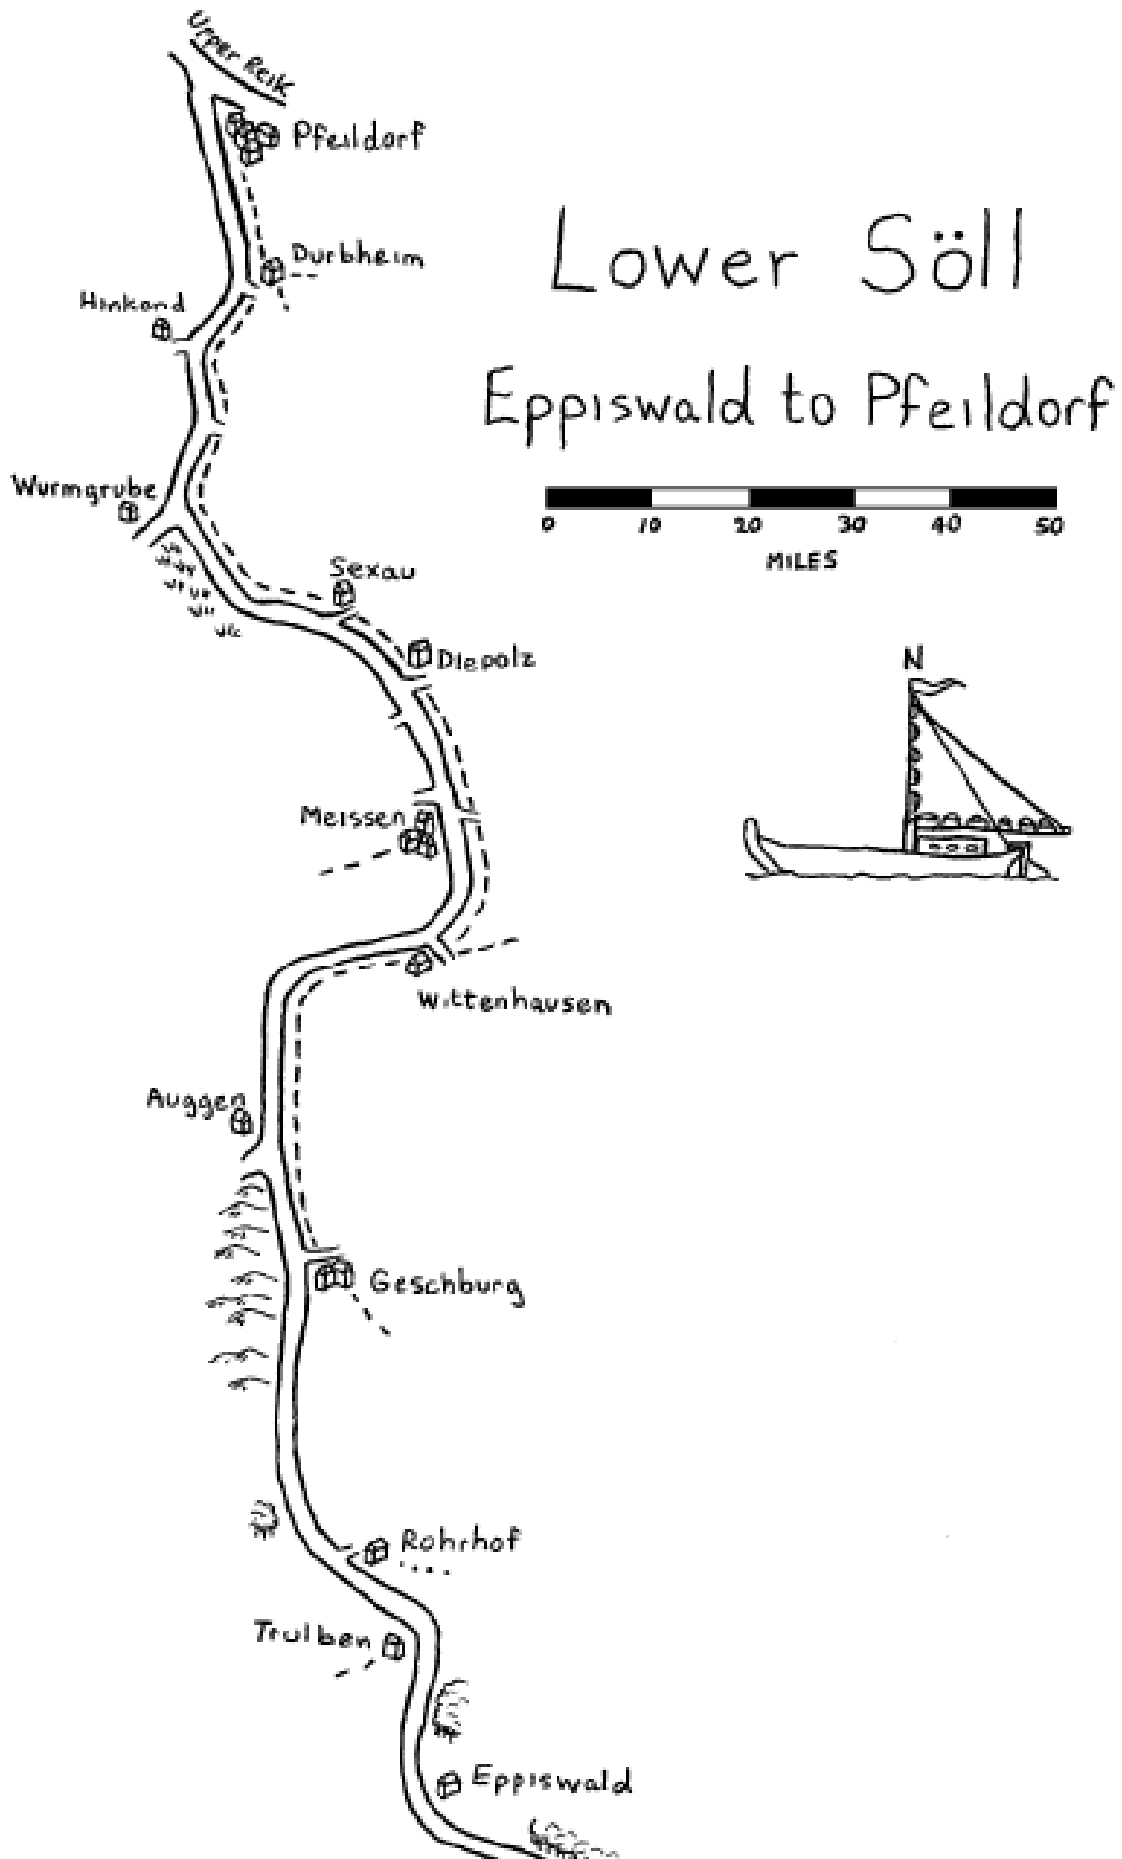 Upper Reik
Pfeildorf
Lower Söll
Durbheim
Hinkand
Eppiswald to Pfeildorf
Wurmgrube
0 10 20 30 40 50
MILES
Sexau
Diepolz
N
Meissen
Wittenhausen
Auggen
Geschburg
Rohrhof
Trulben
Eppiswald